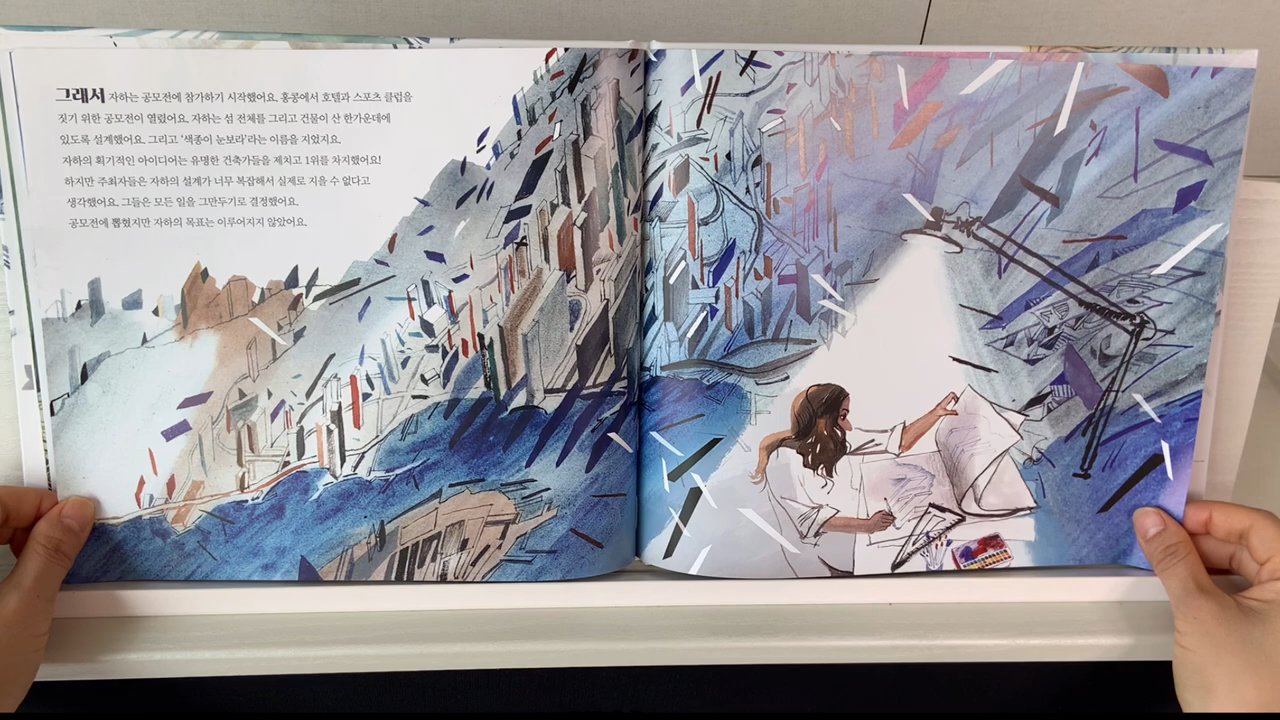 그래서 자하는 공모전에 참가하기 시작했어요. 홍콩에서 호텔과 스포츠 클럽을
짓기 위한 공모전이 열렸어요. 자하는 섬 전체를 그리고 건물이 산 한가운데에
있도록 설계했어요. 그리고 ‘색종이 눈보라’라는 이름을 지었지요.
자하의 획기적인 아이디어는 유명한 건축가들을 제치고 1위를 차지했어요!
하지만 주최자들은 자하의 설계가 너무 복잡해서 실제로 지을 수 없다고
생각했어요. 그들은 모든 일을 그만두기로 결정했어요.
공모전에 뽑혔지만 자하의 목표는 이루어지지 않았어요.